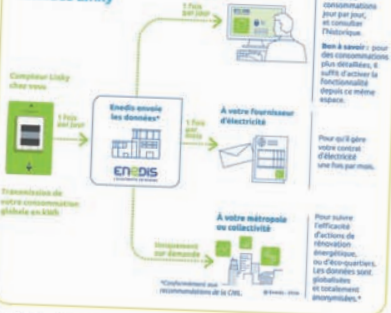 Linky
1 fois
par jour
consommations
jour par jour,
et consulter
l'historique.
Bon à savoir : pour
des consommations
plus détaillées, il
suffit d'activer la
fonctionnalité
depuis ce même
espace.
Compteur Linky
chez vous
1 fois
par jour
Enedis envoie
les données*
ENEDIS
1 fois
par
mois
À votre fournisseur
d'électricité
Pour qu'il gère
votre contrat
d'électricité
une fois par mois.
Transmission de
votre consommation
globale en kWh
Uniquement
sur demande
À votre métropole
ou collectivité
Pour suivre
l'efficacité
d'actions de
rénovation
énergétique,
ou d'éco-quartiers.
Les données sont
globalisées
et totalement
anonymisées.*
*Conformément aux
recommandations de la CNIL.